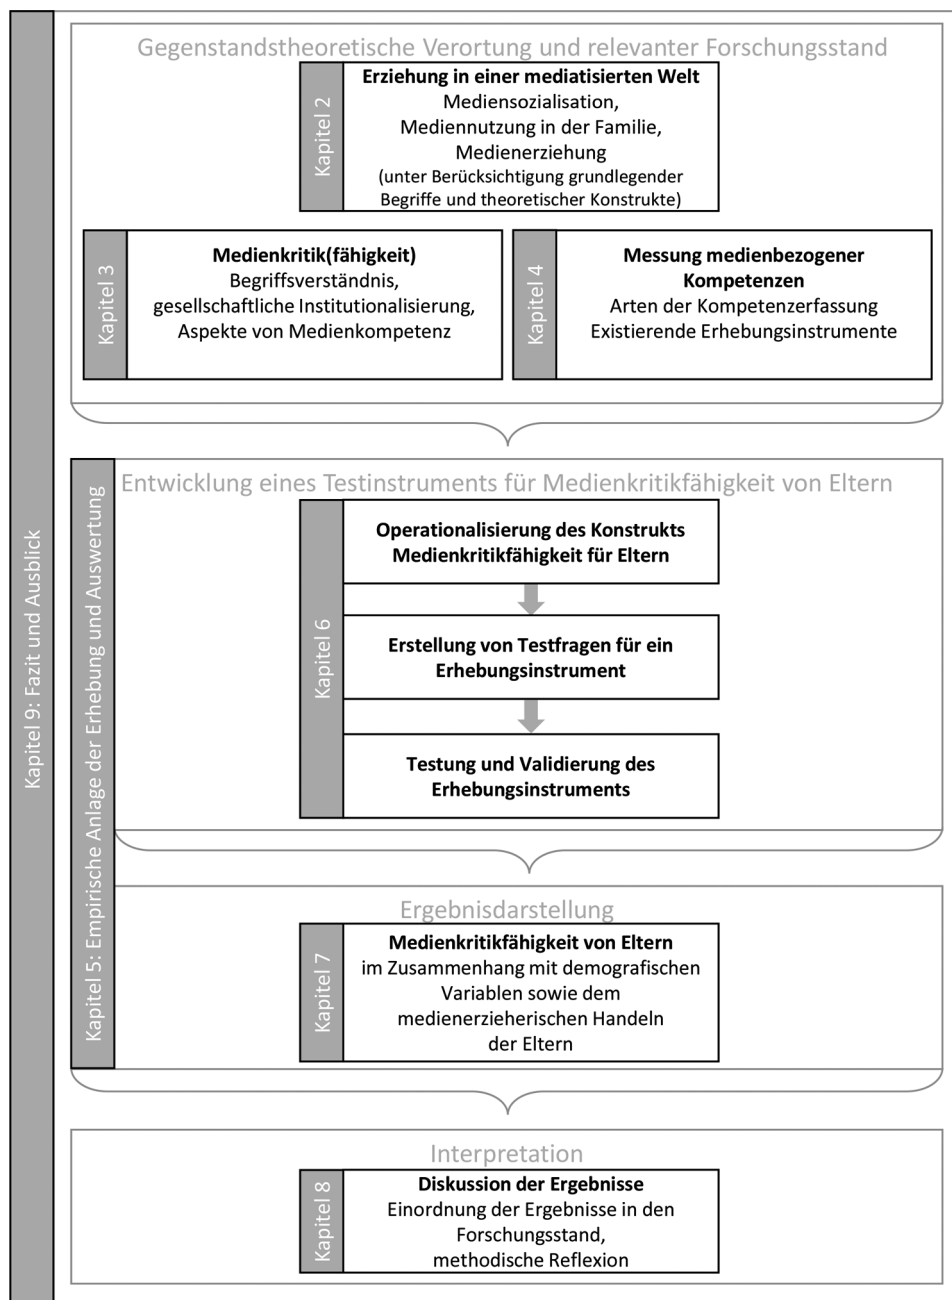 Kapitel 9: Fazit und Ausblick
Gegenstandstheoretische Verortung und relevanter Forschungsstand
Kapitel 2
Erziehung in einer mediatisierten Welt
Mediensozialisation,
Mediennutzung in der Familie,
Medienerziehung
(unter Berücksichtigung grundlegender
Begriffe und theoretischer Konstrukte)
Kapitel 3
Medienkritik(fähigkeit)
Begriffsverständnis,
gesellschaftliche Institutionalisierung,
Aspekte von Medienkompetenz
Kapitel 4
Messung medienbezogener
Kompetenzen
Arten der Kompetenzerfassung
Existierende Erhebungsinstrumente
Kapitel 5: Empirische Anlage der Erhebung und Auswertung
Entwicklung eines Testinstruments für Medienkritikfähigkeit von Eltern
Kapitel 6
Operationalisierung des Konstrukts
Medienkritikfähigkeit für Eltern
Erstellung von Testfragen für ein
Erhebungsinstrument
Testung und Validierung des
Erhebungsinstruments
Ergebnisdarstellung
Kapitel 7
Medienkritikfähigkeit von Eltern
im Zusammenhang mit demografischen
Variablen sowie dem
medienerzieherischen Handeln
der Eltern
Interpretation
Kapitel 8
Diskussion der Ergebnisse
Einordnung der Ergebnisse in den
Forschungsstand,
methodische Reflexion